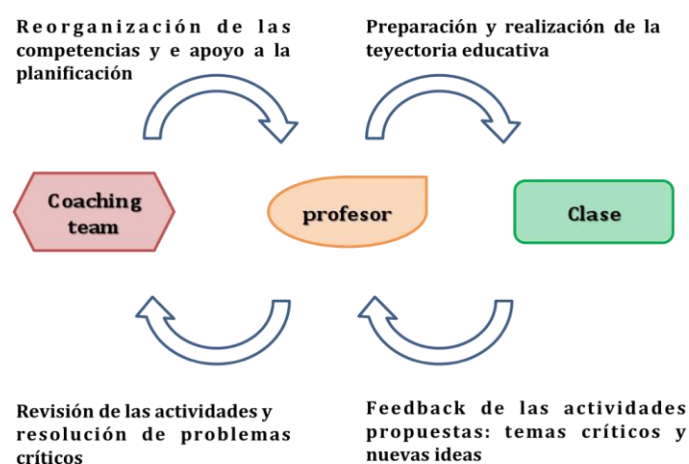 Reorganización de las
competencias y e apoyo a la
planificación
Preparación y realización de la
teyectoria educativa
Coaching
team
profesor
Clase
Revisión de las actividades y
resolución de problemas
críticos
Feedback de las actividades
propuestas: temas críticos y
nuevas ideas